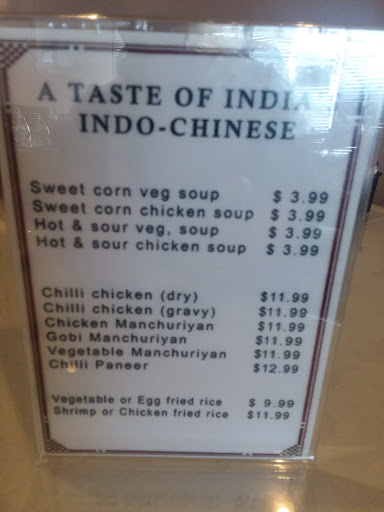 A TASTE OF INDIA
INDO-CHINESE
Sweet corn veg soup $ 3.99
Sweet corn chicken soup $ 3.99
Hot & sour veg, soup $ 3.99
Hot & sour chicken soup $ 3.99
Chilli chicken (dry) $11.99
Chilli chicken (gravy) $11.99
Chicken Manchuriyan $11.99
Gobi Manchuriyan $11.99
Vegetable Manchuriyan $11.99
Chilli Paneer $12.99
Vegetable or Egg fried rice $ 9.99
Shrimp or Chicken fried rice $11.99